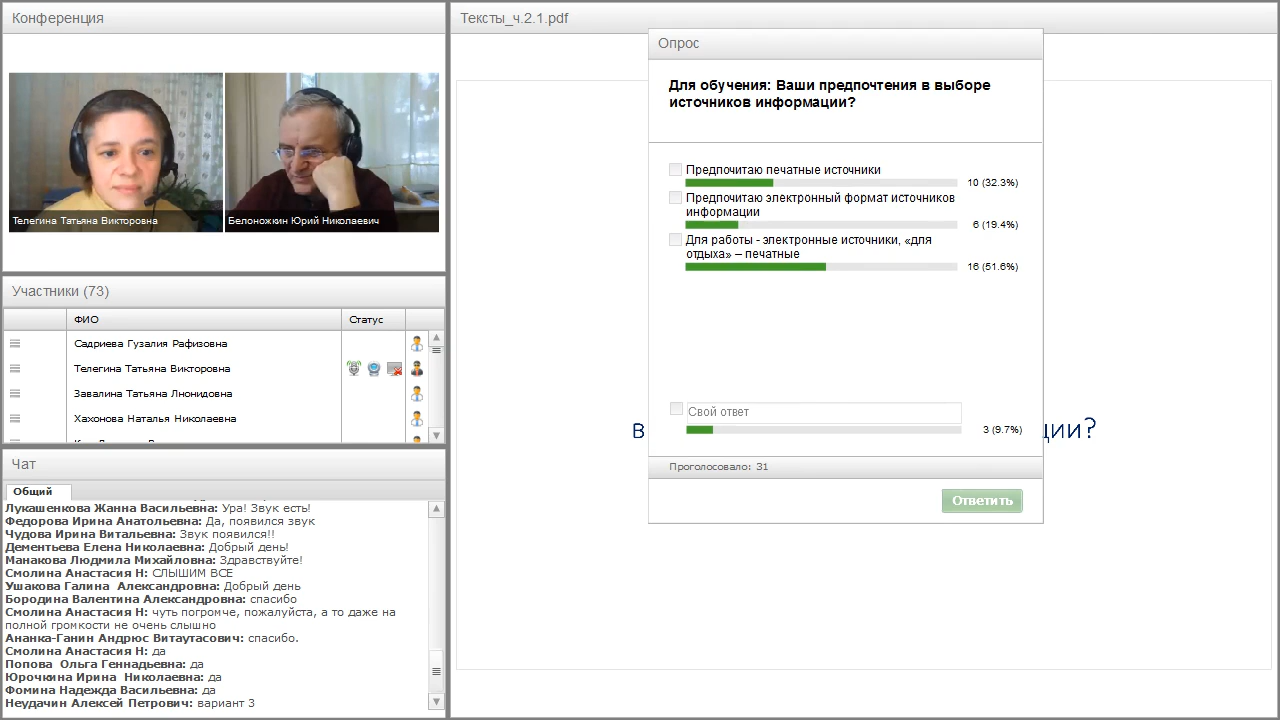 Конференция
Телегина Татьяна Викторовна
Белоножкин Юрий Николаевич
Участники (73)
ФИО
Статус
Садриева Гузалия Рафизовна
Телегина Татьяна Викторовна
Завалина Татьяна Лнонидовна
Хахонова Наталья Николаевна
Чат
Общий
Лукашенкова Жанна Васильевна: Ура! Звук есть!
Федорова Ирина Анатольевна: Да, появился звук
Чудова Ирина Витальевна: Звук появился!!
Дементьева Елена Николаевна: Добрый день!
Манакова Людмила Михайловна: Здравствуйте!
Смолина Анастасия Н: СЛЫШИМ ВСЕ
Ушакова Галина  Александровна: Добрый день
Бородина Валентина Александровна: спасибо
Смолина Анастасия Н: чуть погромче, пожалуйста, а то даже на
полной громкости не очень слышно
Ананка-Ганин Андрюс Витаутасович: спасибо.
Смолина Анастасия Н: да
Попова  Ольга Геннадьевна: да
Юрочкина Ирина  Николаевна: да
Фомина Надежда Васильевна: да
Неудачин Алексей Петрович: вариант 3
Тексты_ч.2.1.pdf
Опрос
Для обучения: Ваши предпочтения в выборе
источников информации?
Предпочитаю печатные источники
10 (32.3%)
Предпочитаю электронный формат источников
информации
6 (19.4%)
Для работы - электронные источники, «для
отдыха» – печатные
16 (51.6%)
Свой ответ
3 (9.7%)
Проголосовало: 31
Ответить
в
ции?